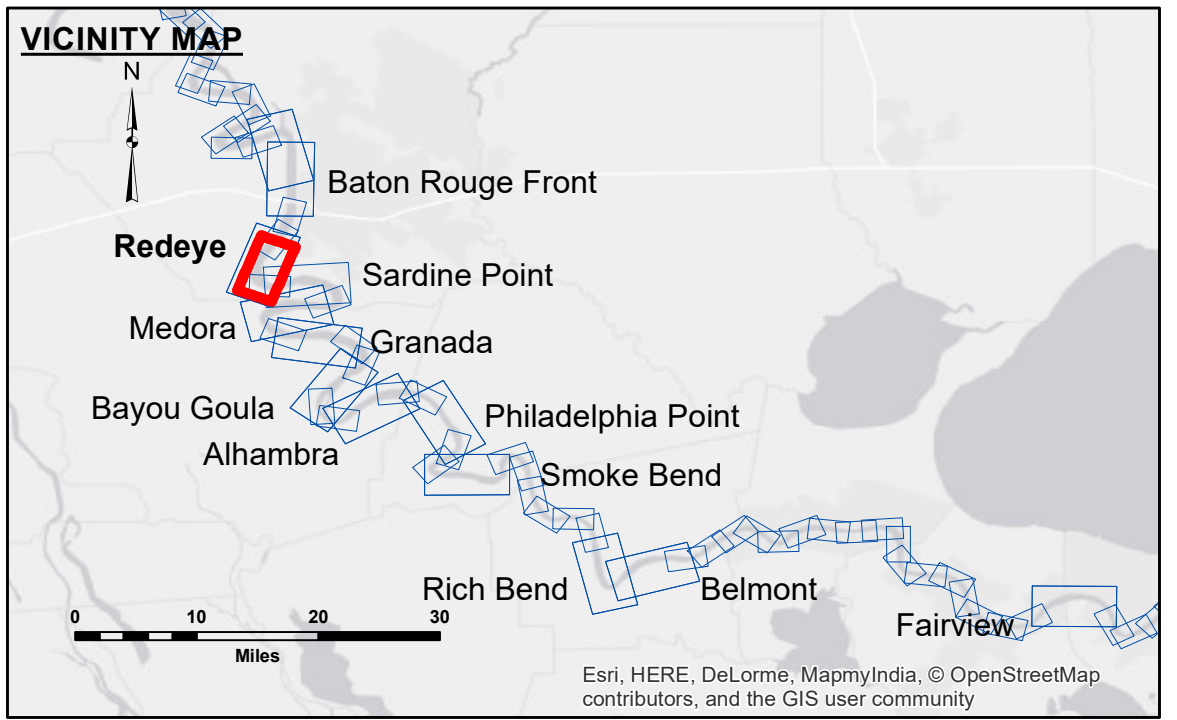 VICINITY MAP
N
Baton Rouge Front
Redeye
Sardine Point
Medora
Granada
Bayou Goula
Philadelphia Point
Alhambra
Smoke Bend
Rich Bend
Belmont
Fairview
0 10 20 30
Miles
Esri, HERE, DeLorme, MapmyIndia, © OpenStreetMap
contributors, and the GIS user community